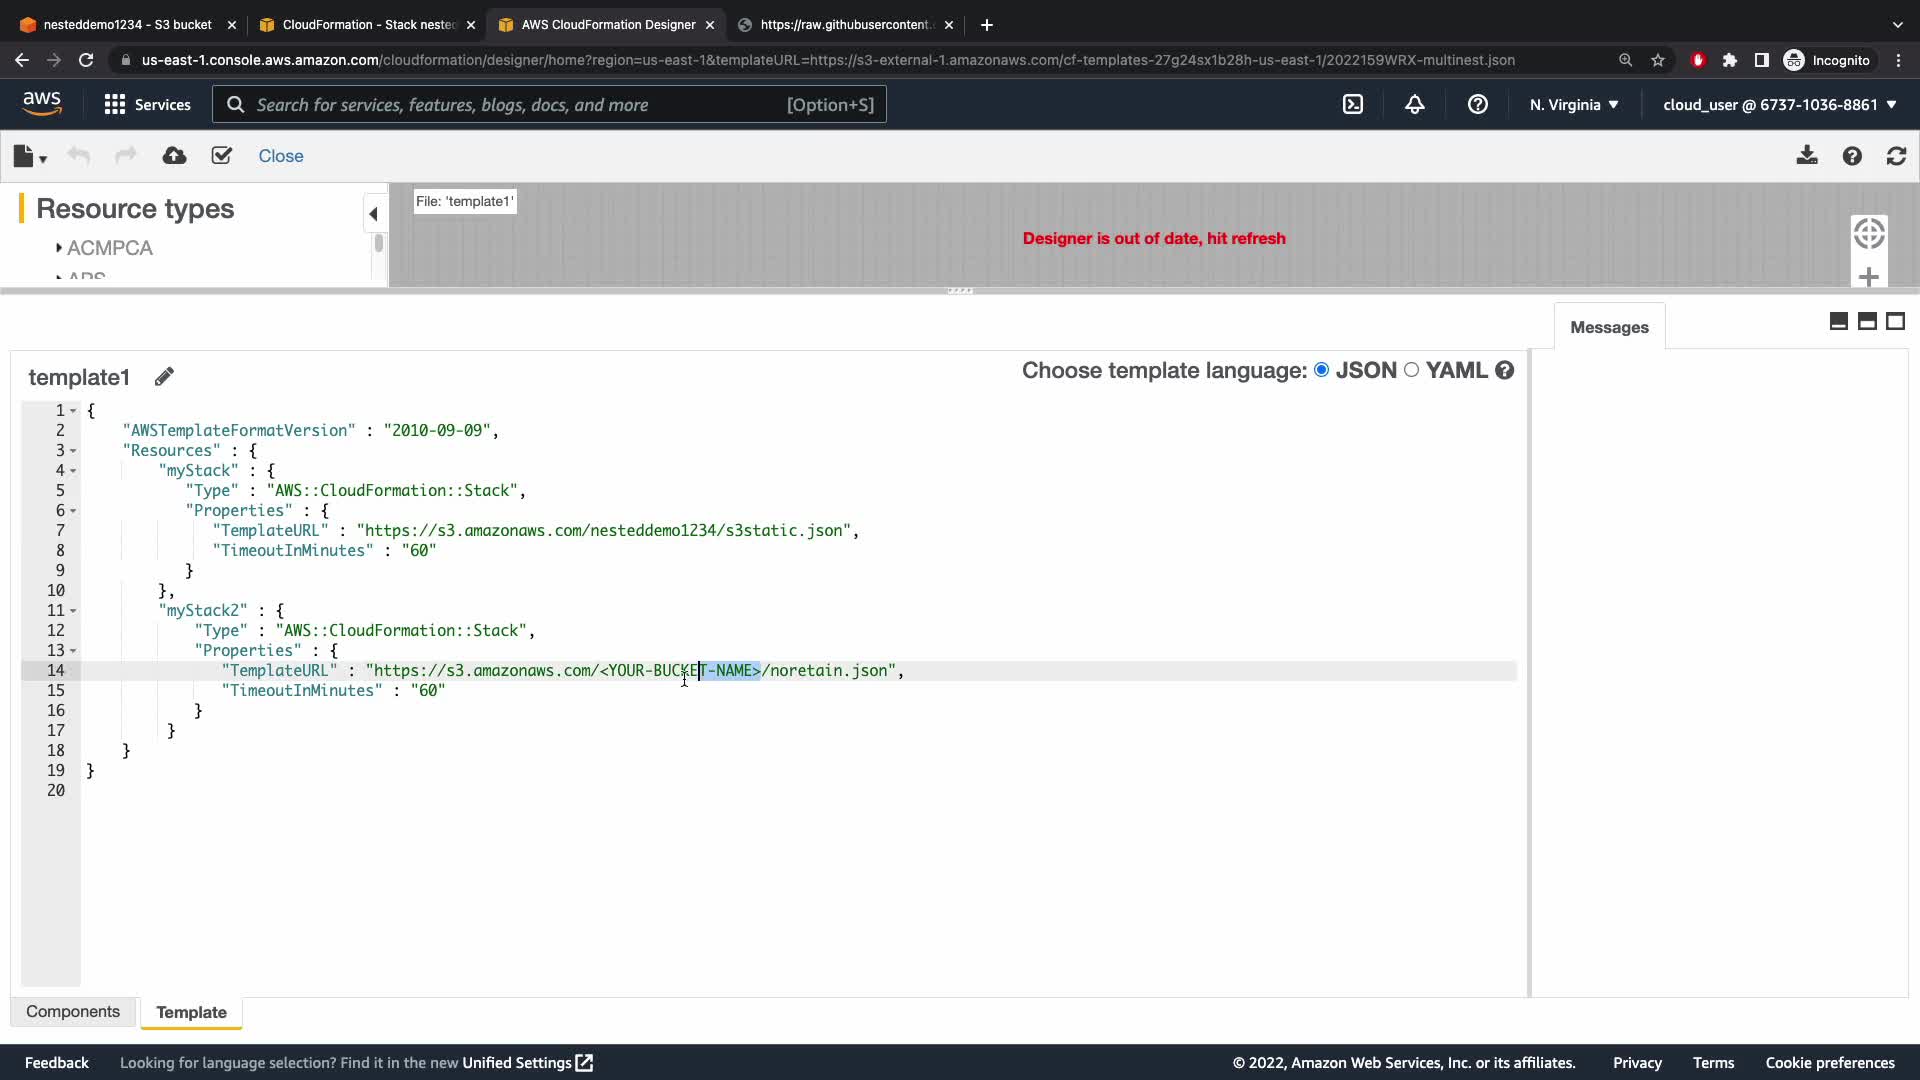 nesteddemo1234 - S3 bucket
CloudFormation - Stack nested
AWS CloudFormation Designer
https://raw.githubusercontent.
us-east-1.console.aws.amazon.com/cloudformation/designer/home?region=us-east-1&templateURL=https://s3-external-1.amazonaws.com/cf-templates-27g24sx1b28h-us-east-1/2022159WRX-multinest.json
Incognito
aws
Services
Search for services, features, blogs, docs, and more
[Option+S]
N. Virginia
cloud_user @ 6737-1036-8861
Close
Resource types
ACMPCA
APS
File: 'template1'
Designer is out of date, hit refresh
Messages
template1
Choose template language: JSON YAML
1 {
2 "AWSTemplateFormatVersion" : "2010-09-09",
3 "Resources" : {
4 "myStack" : {
5 "Type" : "AWS::CloudFormation::Stack",
6 "Properties" : {
7 "TemplateURL" : "https://s3.amazonaws.com/nesteddemo1234/s3static.json",
8 "TimeoutInMinutes" : "60"
9 }
10 },
11 "myStack2" : {
12 "Type" : "AWS::CloudFormation::Stack",
13 "Properties" : {
14 "TemplateURL" : "https://s3.amazonaws.com/<YOUR-BUCKET-NAME>/noretain.json",
15 "TimeoutInMinutes" : "60"
16 }
17 }
18 }
19 }
20
Components
Template
Feedback
Looking for language selection? Find it in the new Unified Settings
© 2022, Amazon Web Services, Inc. or its affiliates.
Privacy
Terms
Cookie preferences